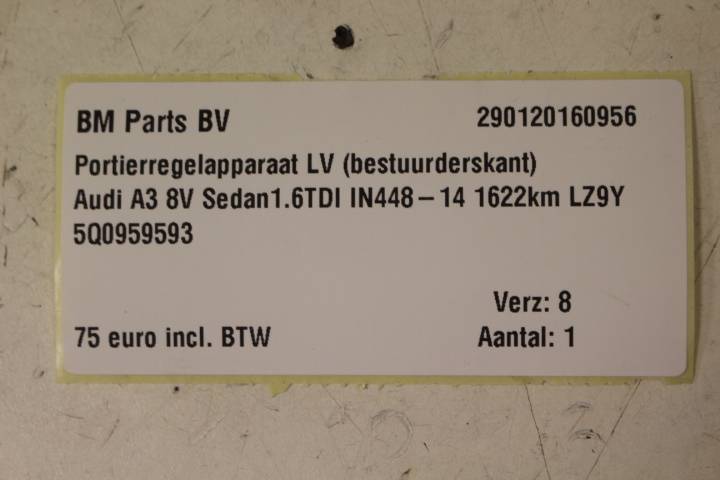 BM Parts BV 290120160956
Portierregelapparaat LV (bestuurderskant)
Audi A3 8V Sedan1.6TDI IN448-14 1622km LZ9Y
5Q0959593
Verz: 8
75 euro incl. BTW Aantal: 1